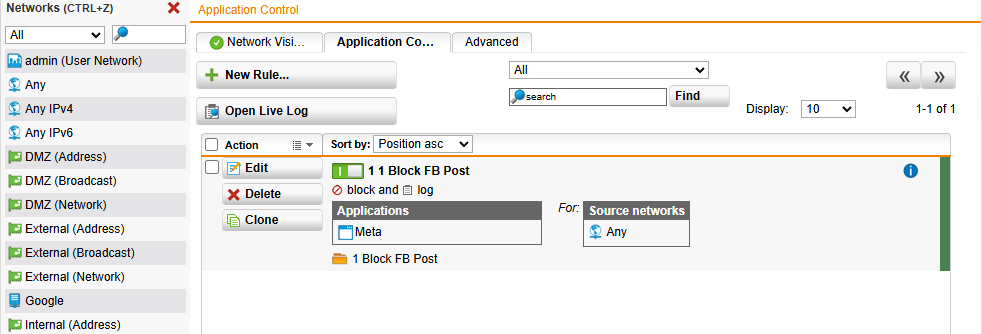 Networks (CTRL+Z)
All
admin (User Network)
Any
Any IPv4
Any IPv6
DMZ (Address)
DMZ (Broadcast)
DMZ (Network)
External (Address)
External (Broadcast)
External (Network)
Google
Internal (Address)
Application Control
Network Visi…
Application Co…
Advanced
New Rule...
Open Live Log
All
search
Find
Display: 10
1-1 of 1
Action
Sort by: Position asc
Edit
Delete
Clone
1 1 Block FB Post
block and log
Applications
Meta
For:
Source networks
Any
1 Block FB Post